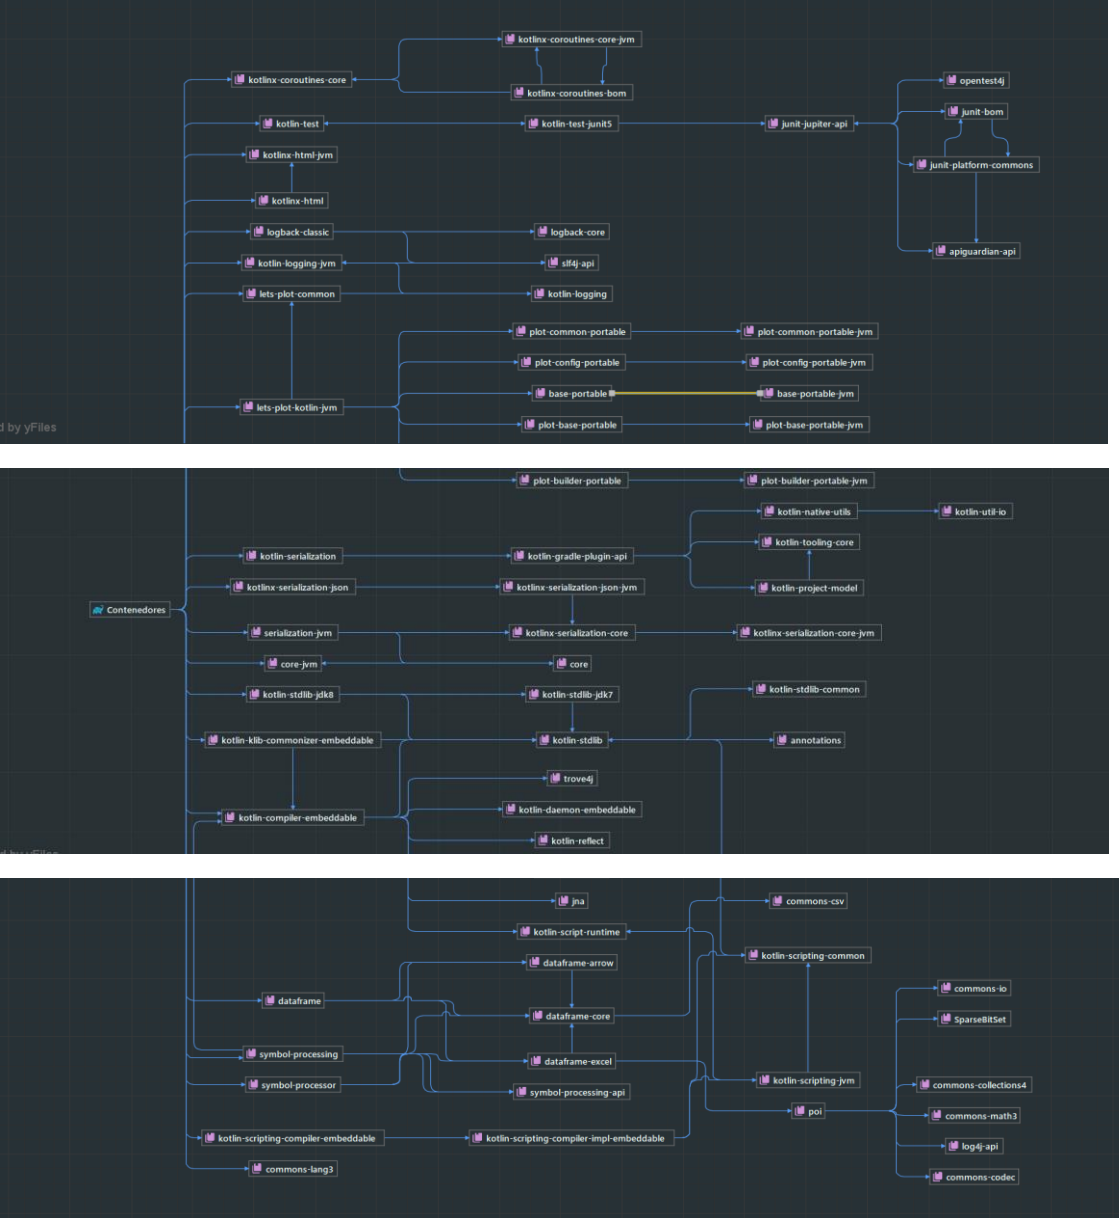 kotlinx-coroutines-core-jvm
kotlinx-coroutines-core
opentest4j
kotlinx-coroutines-bom
junit-bom
kotlin-test
kotlin-test-junit5
junit-jupiter-api
kotlinx-html-jvm
junit-platform-commons
kotlinx-html
logback-classic
logback-core
apiguardian-api
kotlin-logging-jvm
slf4j-api
lets-plot-common
kotlin-logging
plot-common-portable
plot-common-portable-jvm
plot-config-portable
plot-config-portable-jvm
base-portable
base-portable-jvm
lets-plot-kotlin-jvm
plot-base-portable
plot-base-portable-jvm
d by yFiles
plot-builder-portable
plot-builder-portable-jvm
kotlin-native-utils
kotlin-util-io
kotlin-tooling-core
kotlin-serialization
kotlin-gradle-plugin-api
kotlinx-serialization-json
kotlinx-serialization-json-jvm
kotlin-project-model
Contenedores
serialization-jvm
kotlinx-serialization-core
kotlinx-serialization-core-jvm
core-jvm
core
kotlin-stdlib-jdk8
kotlin-stdlib-jdk7
kotlin-stdlib-common
kotlin-klib-commonizer-embeddable
kotlin-stdlib
annotations
trove4j
kotlin-daemon-embeddable
kotlin-compiler-embeddable
kotlin-reflect
d by yFiles
jna
commons-csv
kotlin-script-runtime
kotlin-scripting-common
dataframe-arrow
commons-io
dataframe
dataframe-core
SparseBitSet
symbol-processing
dataframe-excel
symbol-processor
symbol-processing-api
kotlin-scripting-jvm
commons-collections4
poi
commons-math3
kotlin-scripting-compiler-embeddable
kotlin-scripting-compiler-impl-embeddable
log4j-api
commons-lang3
commons-codec